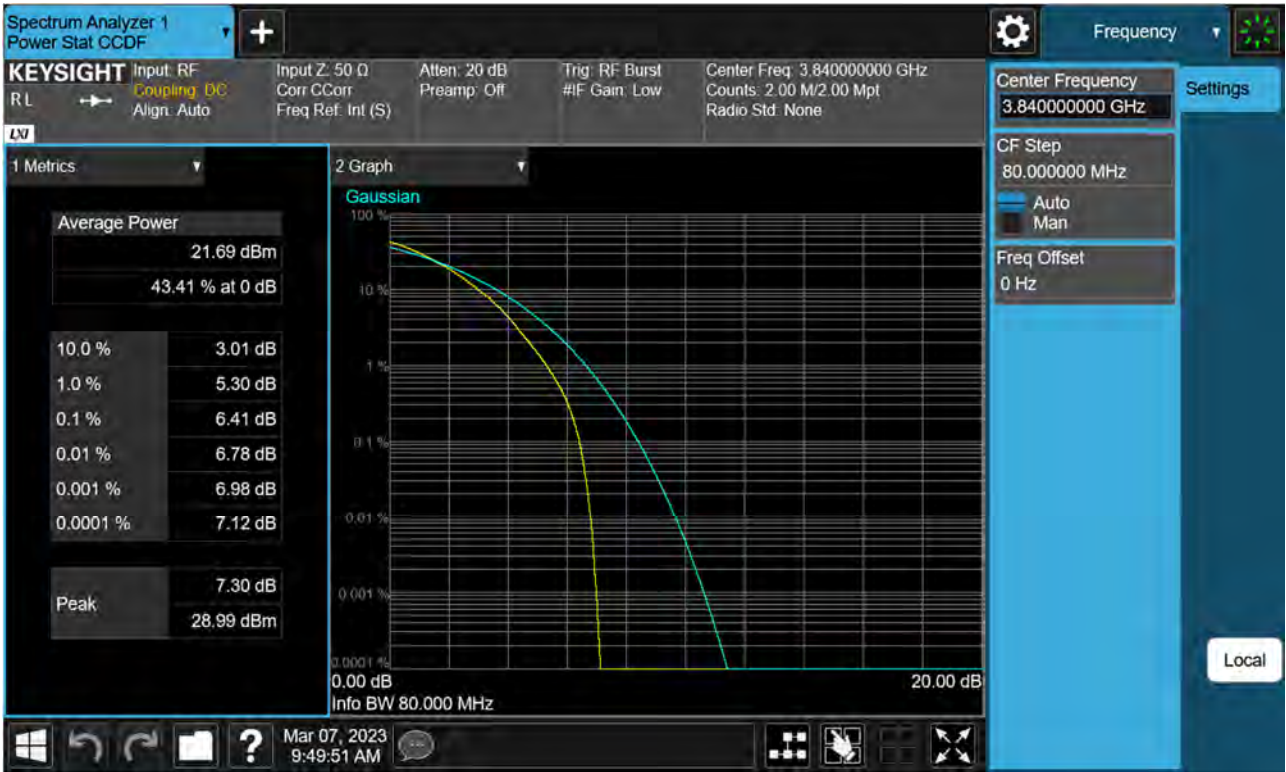 Spectrum Analyzer 1
Power Stat CCDF
+
Frequency
KEYSIGHT
R L
LXI
Input: RF
Coupling: DC
Align: Auto
Input Z: 50 Ω
Corr CCorr
Freq Ref: Int (S)
Atten: 20 dB
Preamp: Off
Trig: RF Burst
#IF Gain: Low
Center Freq: 3.840000000 GHz
Counts: 2.00 M/2.00 Mpt
Radio Std: None
Center Frequency
3.840000000 GHz
Settings
CF Step
80.000000 MHz
Auto
Man
Freq Offset
0 Hz
1 Metrics
Average Power
21.69 dBm
43.41 % at 0 dB
10.0 % 3.01 dB
1.0 % 5.30 dB
0.1 % 6.41 dB
0.01 % 6.78 dB
0.001 % 6.98 dB
0.0001 % 7.12 dB
Peak
7.30 dB
28.99 dBm
2 Graph
Gaussian
100 %
10 %
1 %
0.1 %
0.01 %
0.001 %
0.0001 %
0.00 dB 20.00 dB
Info BW 80.000 MHz
Local
?
Mar 07, 2023
9:49:51 AM